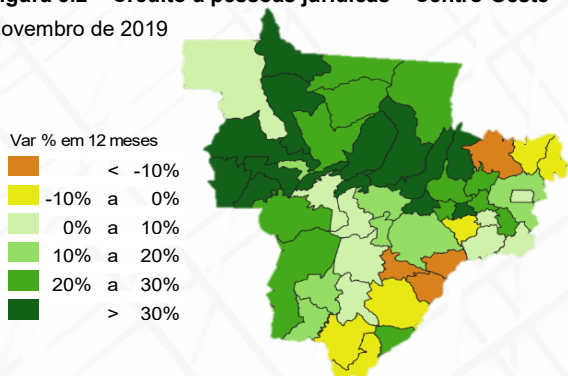 Crédito a pessoas jurídicas – Centro-Oeste
ovembro de 2019
Var % em 12 meses
< -10%
-10% a 0%
0% a 10%
10% a 20%
20% a 30%
> 30%